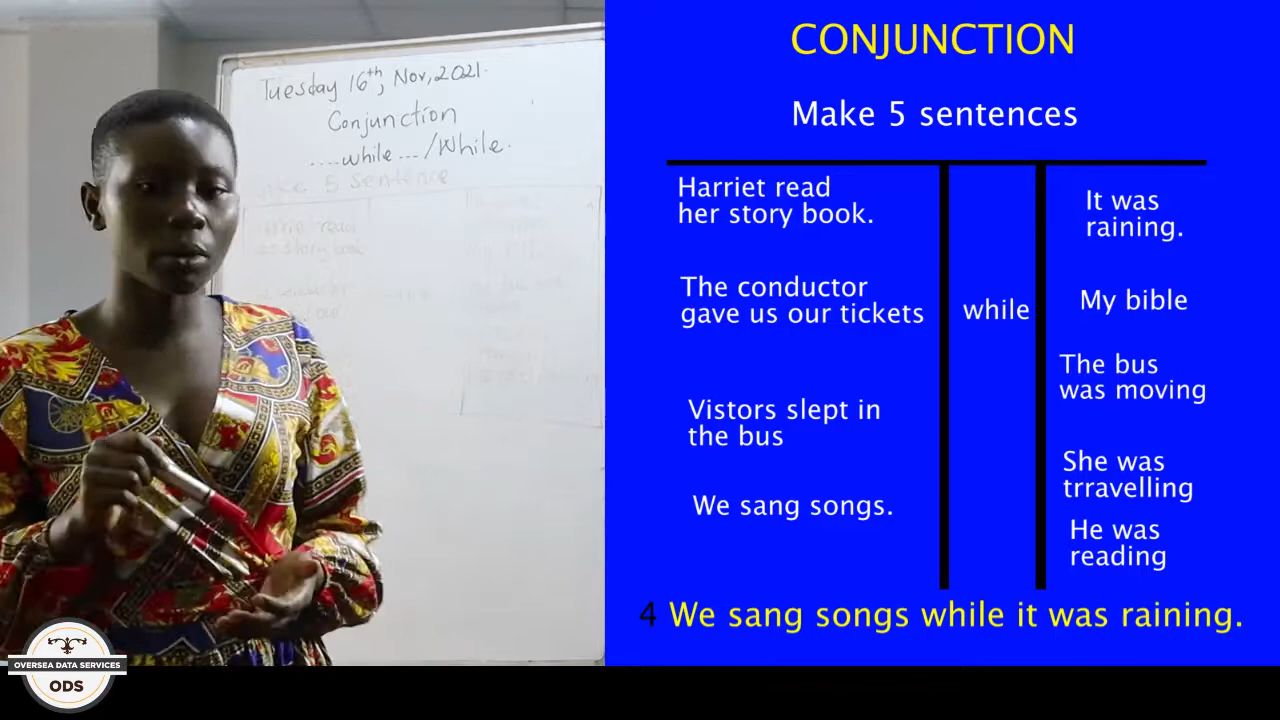 Tuesday 16th, Nov, 2021.
Conjunction
....while.../While.
5 Sentence
CONJUNCTION
Make 5 sentences
Harriet read
her story book.
The conductor
gave us our tickets
Vistors slept in
the bus
We sang songs.
while
It was
raining.
My bible
The bus
was moving
She was
trravelling
He was
reading
4 We sang songs while it was raining.
OVERSEA DATA SERVICES
ODS